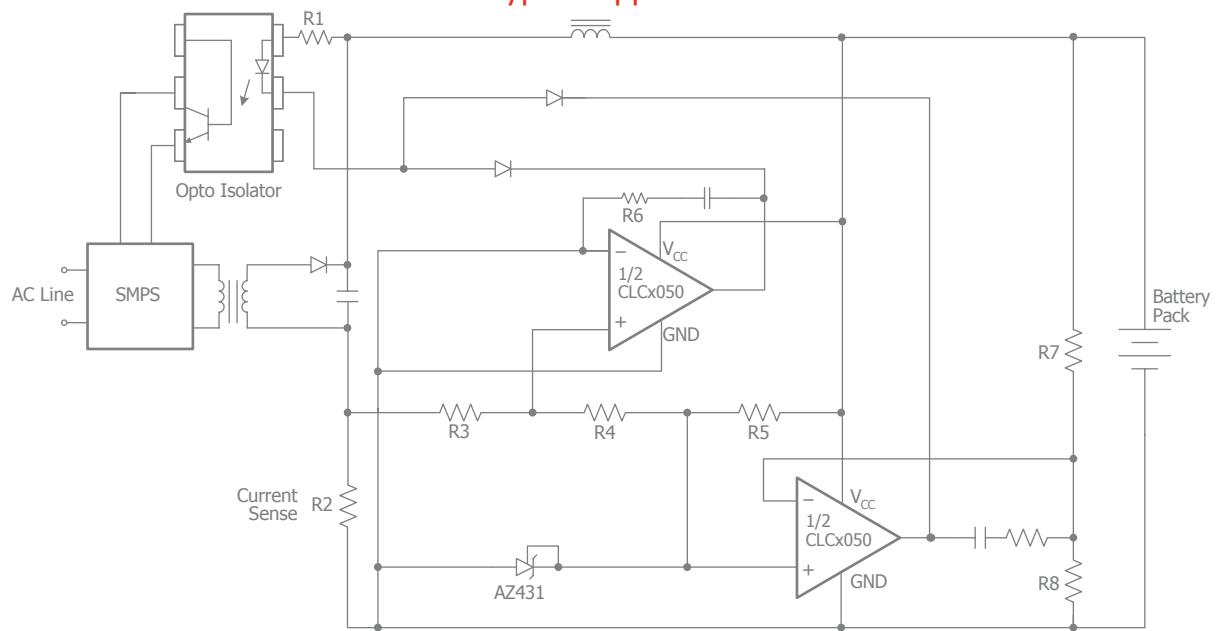 R1
Opto Isolator
R6
VCC
1/2
CLCx050
GND
AC Line
SMPS
Battery
Pack
R7
R3
R4
R5
Current
Sense
R2
VCC
1/2
CLCx050
GND
AZ431
R8